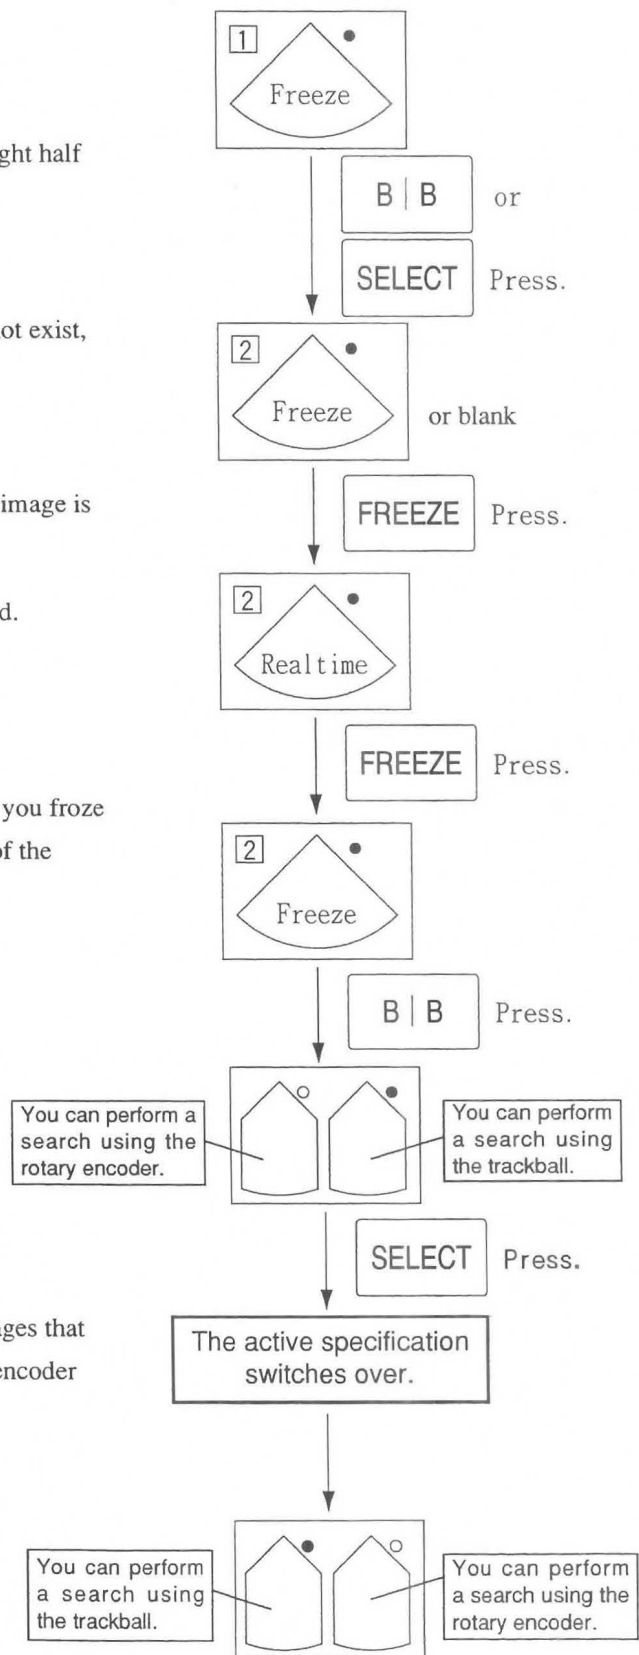 1
Freeze
ght half
B | B or
SELECT Press.
ot exist,
2
Freeze
or blank
image is
FREEZE Press.
2
d.
Realtime
FREEZE Press.
you froze
of the
2
Freeze
B | B Press.
You can perform a
search using the
rotary encoder.
You can perform
a search using
the trackball.
SELECT Press.
ges that
encoder
The active specification
switches over.
You can perform
a search using
the trackball.
You can perform
a search using the
rotary encoder.